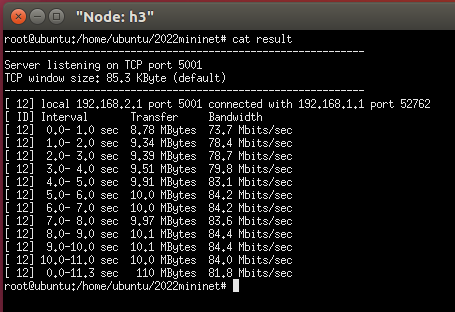 "Node: h3"
root@ubuntu:/home/ubuntu/2022mininet# cat result
------------------------------------------------------------
Server listening on TCP port 5001
TCP window size: 85.3 KByte (default)
------------------------------------------------------------
[ 12] local 192.168.2.1 port 5001 connected with 192.168.1.1 port 52762
[ ID] Interval       Transfer     Bandwidth
[ 12]  0.0- 1.0 sec  8.78 MBytes  73.7 Mbits/sec
[ 12]  1.0- 2.0 sec  9.34 MBytes  78.4 Mbits/sec
[ 12]  2.0- 3.0 sec  9.39 MBytes  78.7 Mbits/sec
[ 12]  3.0- 4.0 sec  9.51 MBytes  79.8 Mbits/sec
[ 12]  4.0- 5.0 sec  9.91 MBytes  83.1 Mbits/sec
[ 12]  5.0- 6.0 sec  10.0 MBytes  84.2 Mbits/sec
[ 12]  6.0- 7.0 sec  10.0 MBytes  84.2 Mbits/sec
[ 12]  7.0- 8.0 sec  9.97 MBytes  83.6 Mbits/sec
[ 12]  8.0- 9.0 sec  10.1 MBytes  84.4 Mbits/sec
[ 12]  9.0-10.0 sec  10.1 MBytes  84.4 Mbits/sec
[ 12] 10.0-11.0 sec  10.0 MBytes  84.0 Mbits/sec
[ 12]  0.0-11.3 sec   110 MBytes  81.8 Mbits/sec
root@ubuntu:/home/ubuntu/2022mininet#